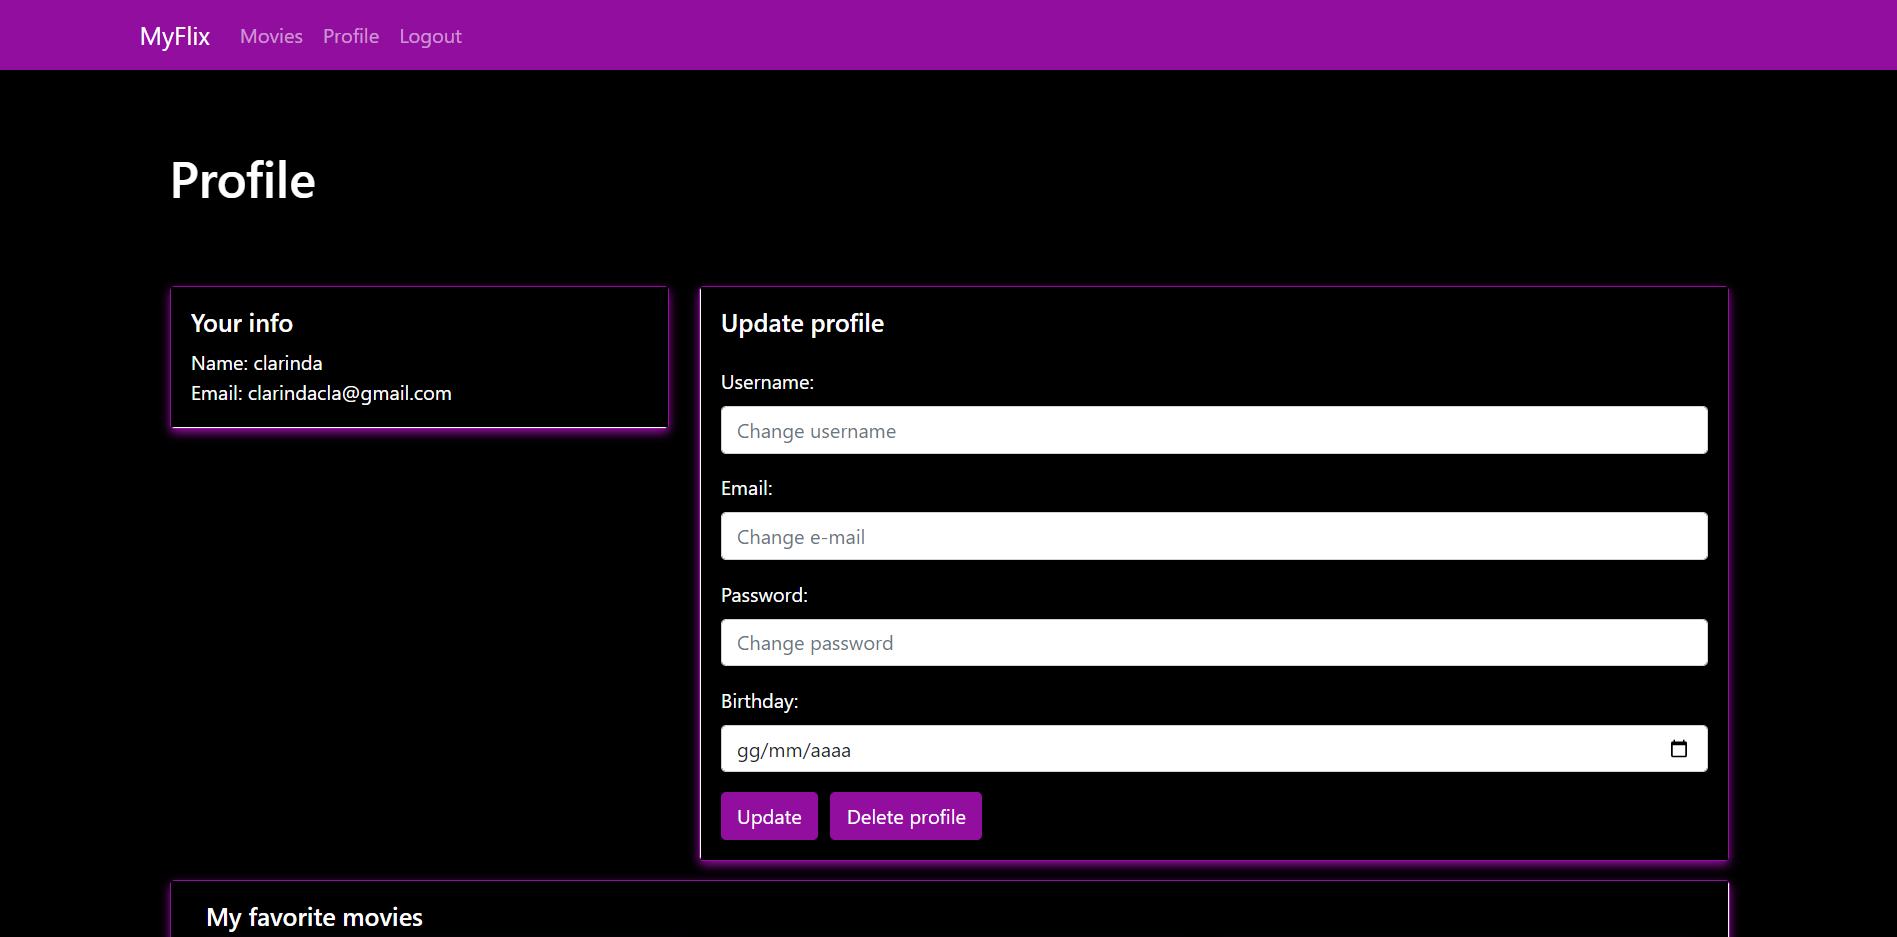 MyFlix Movies Profile Logout
Profile
Your info
Name: clarinda
Email: clarindacla@gmail.com
Update profile
Username:
Change username
Email:
Change e-mail
Password:
Change password
Birthday:
gg/mm/aaaa
Update Delete profile
My favorite movies